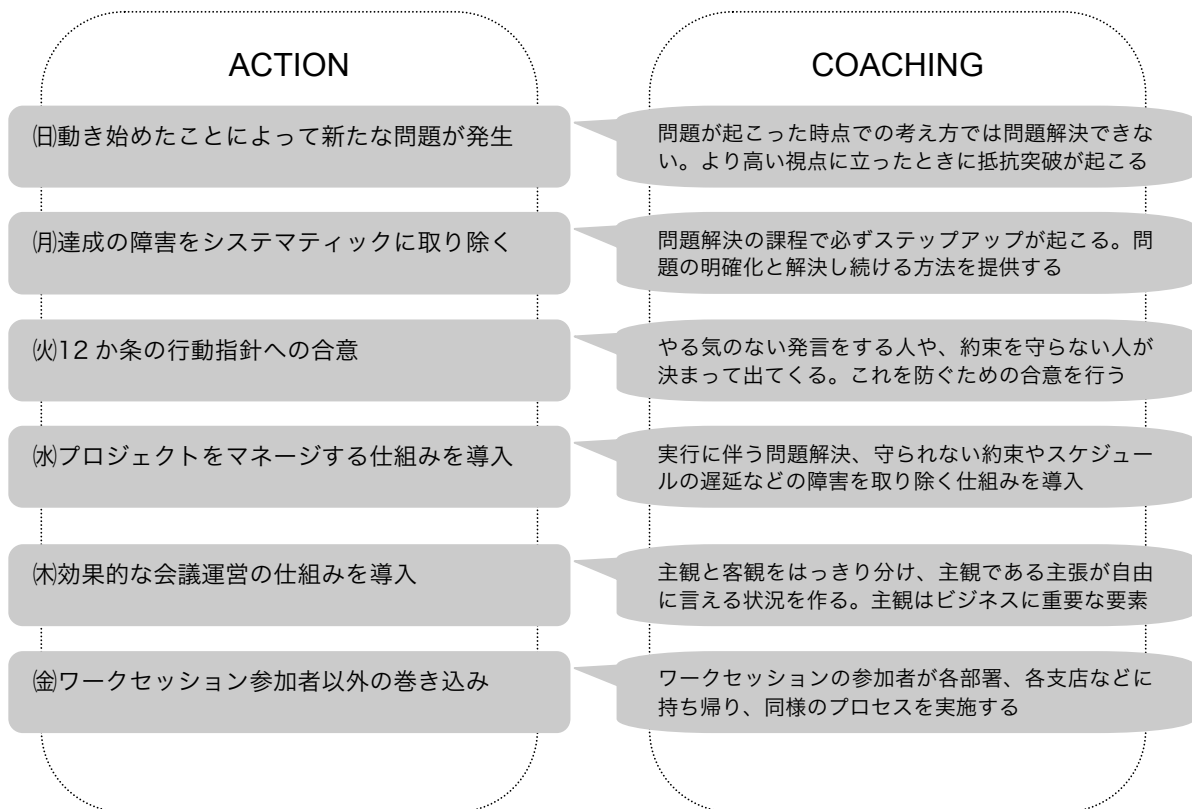 ACTION
COACHING
㈰動き始めたことによって新たな問題が発生
問題が起こった時点での考え方では問題解決できな
い。より高い視点に立ったときに抵抗突破が起こる
㈪達成の障害をシステマティックに取り除く
問題解決の課程で必ずステップアップが起こる。問
題の明確化と解決し続ける方法を提供する
㈫12 か条の行動指針への合意
やる気のない発言をする人や、約束を守らない人が
決まって出てくる。これを防ぐための合意を行う
㈬プロジェクトをマネージする仕組みを導入
実行に伴う問題解決、守られない約束やスケジュー
ルの遅延などの障害を取り除く仕組みを導入
㈭効果的な会議運営の仕組みを導入
主観と客観をはっきり分け、主観である主張が自由
に言える状況を作る。主観はビジネスに重要な要素
㈮ワークセッション参加者以外の巻き込み
ワークセッションの参加者が各部署、各支店などに
持ち帰り、同様のプロセスを実施する